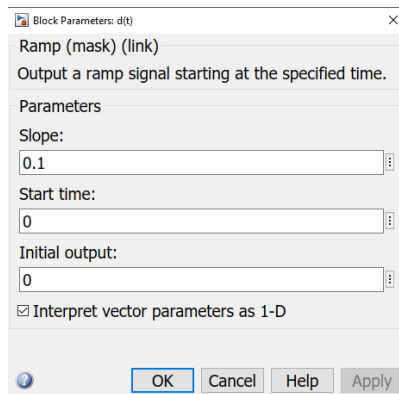 Block Parameters: d(t)
Ramp (mask) (link)
Output a ramp signal starting at the specified time.
Parameters
Slope:
0.1
Start time:
0
Initial output:
0
Interpret vector parameters as 1-D
OK Cancel Help Apply